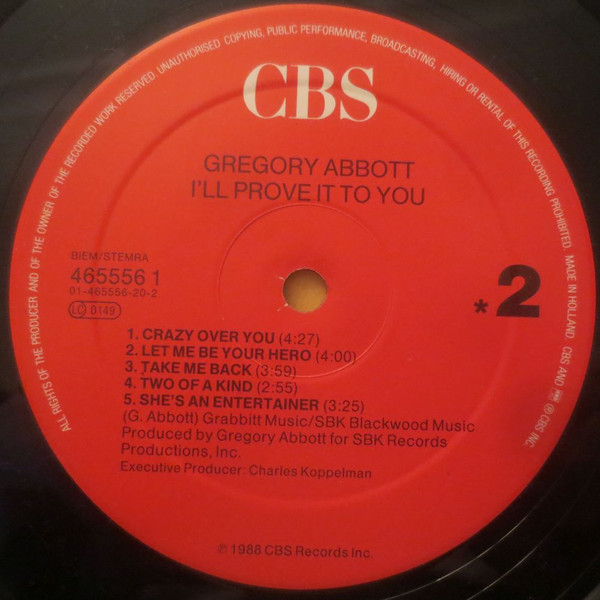 ALL RIGHTS OF THE PRODUCER AND OF THE OWNER OF THE RECORDED WORK RESERVED. UNAUTHORISED COPYING, PUBLIC PERFORMANCE, BROADCASTING, HIRING OR RENTAL OF THIS RECORDING PROHIBITED. MADE IN HOLLAND. CBS AND ℗ CBS INC.
CBS
GREGORY ABBOTT
I'LL PROVE IT TO YOU
BIEM/STEMRA
465556 1
01-465556-20-2
LC 0149
*2
1. CRAZY OVER YOU (4:27)
2. LET ME BE YOUR HERO (4:00)
3. TAKE ME BACK (3:59)
4. TWO OF A KIND (2:55)
5. SHE'S AN ENTERTAINER (3:25)
(G. Abbott) Grabbitt Music/SBK Blackwood Music
Produced by Gregory Abbott for SBK Records
Productions, Inc.
Executive Producer: Charles Koppelman
℗ 1988 CBS Records Inc.